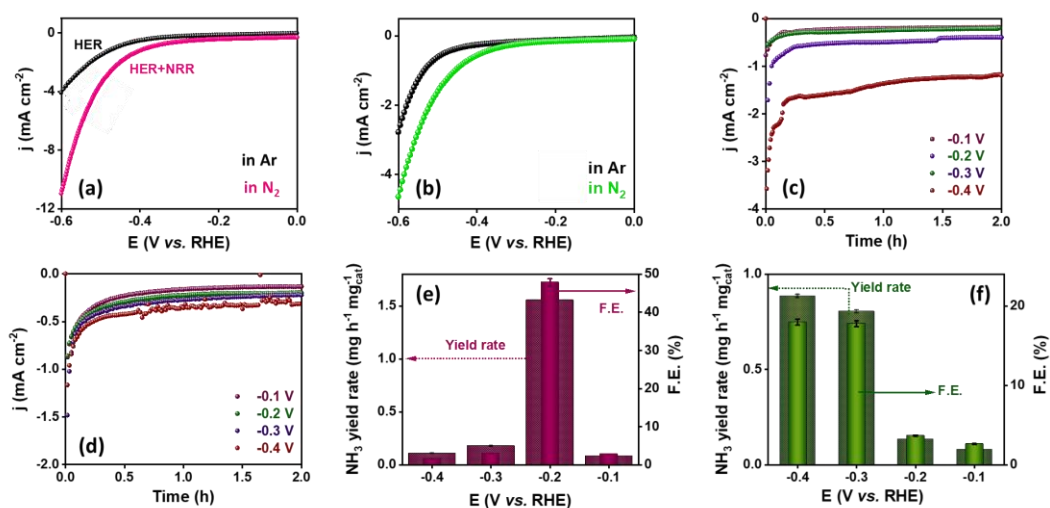 HER
HER+NRR
in Ar
in N₂
(a)
0
-4
-8
-12
-0.6
-0.4
-0.2
0.0
j (mA cm⁻²)
E (V vs. RHE)
in Ar
in N₂
(b)
0
-2
-4
-0.6
-0.4
-0.2
0.0
j (mA cm⁻²)
E (V vs. RHE)
(c)
0
-1
-2
-3
-4
0.0
0.5
1.0
1.5
2.0
j (mA cm⁻²)
Time (h)
-0.1 V
-0.2 V
-0.3 V
-0.4 V
(d)
0.0
-0.5
-1.0
-1.5
-2.0
0.0
0.5
1.0
1.5
2.0
j (mA cm⁻²)
Time (h)
-0.1 V
-0.2 V
-0.3 V
-0.4 V
(e)
F.E.
Yield rate
NH₃ yield rate (mg h⁻¹ mg⁻¹cat)
0.0
0.5
1.0
1.5
F.E. (%)
0
10
20
30
40
50
-0.4
-0.3
-0.2
-0.1
E (V vs. RHE)
(f)
Yield rate
F.E.
NH₃ yield rate (mg h⁻¹ mg⁻¹cat)
0.0
0.5
1.0
F.E. (%)
0
10
20
-0.4
-0.3
-0.2
-0.1
E (V vs. RHE)